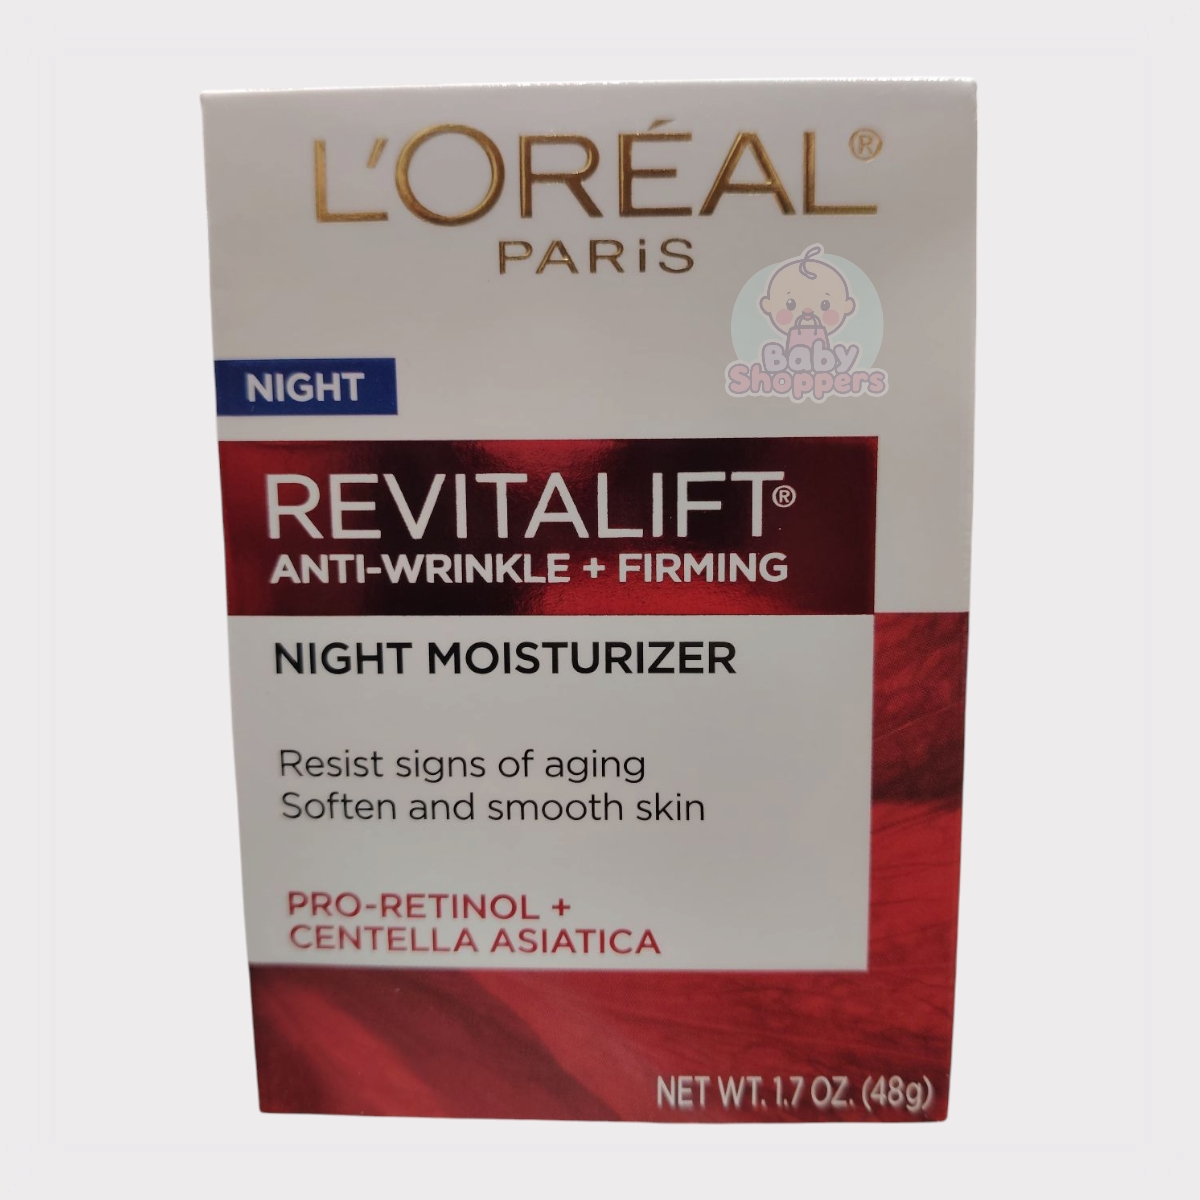 L'ORÉAL®
PARiS
Baby
Shoppers
NIGHT
REVITALIFT®
ANTI-WRINKLE + FIRMING
NIGHT MOISTURIZER
Resist signs of aging
Soften and smooth skin
PRO-RETINOL +
CENTELLA ASIATICA
NET WT. 1.7 OZ. (48g)